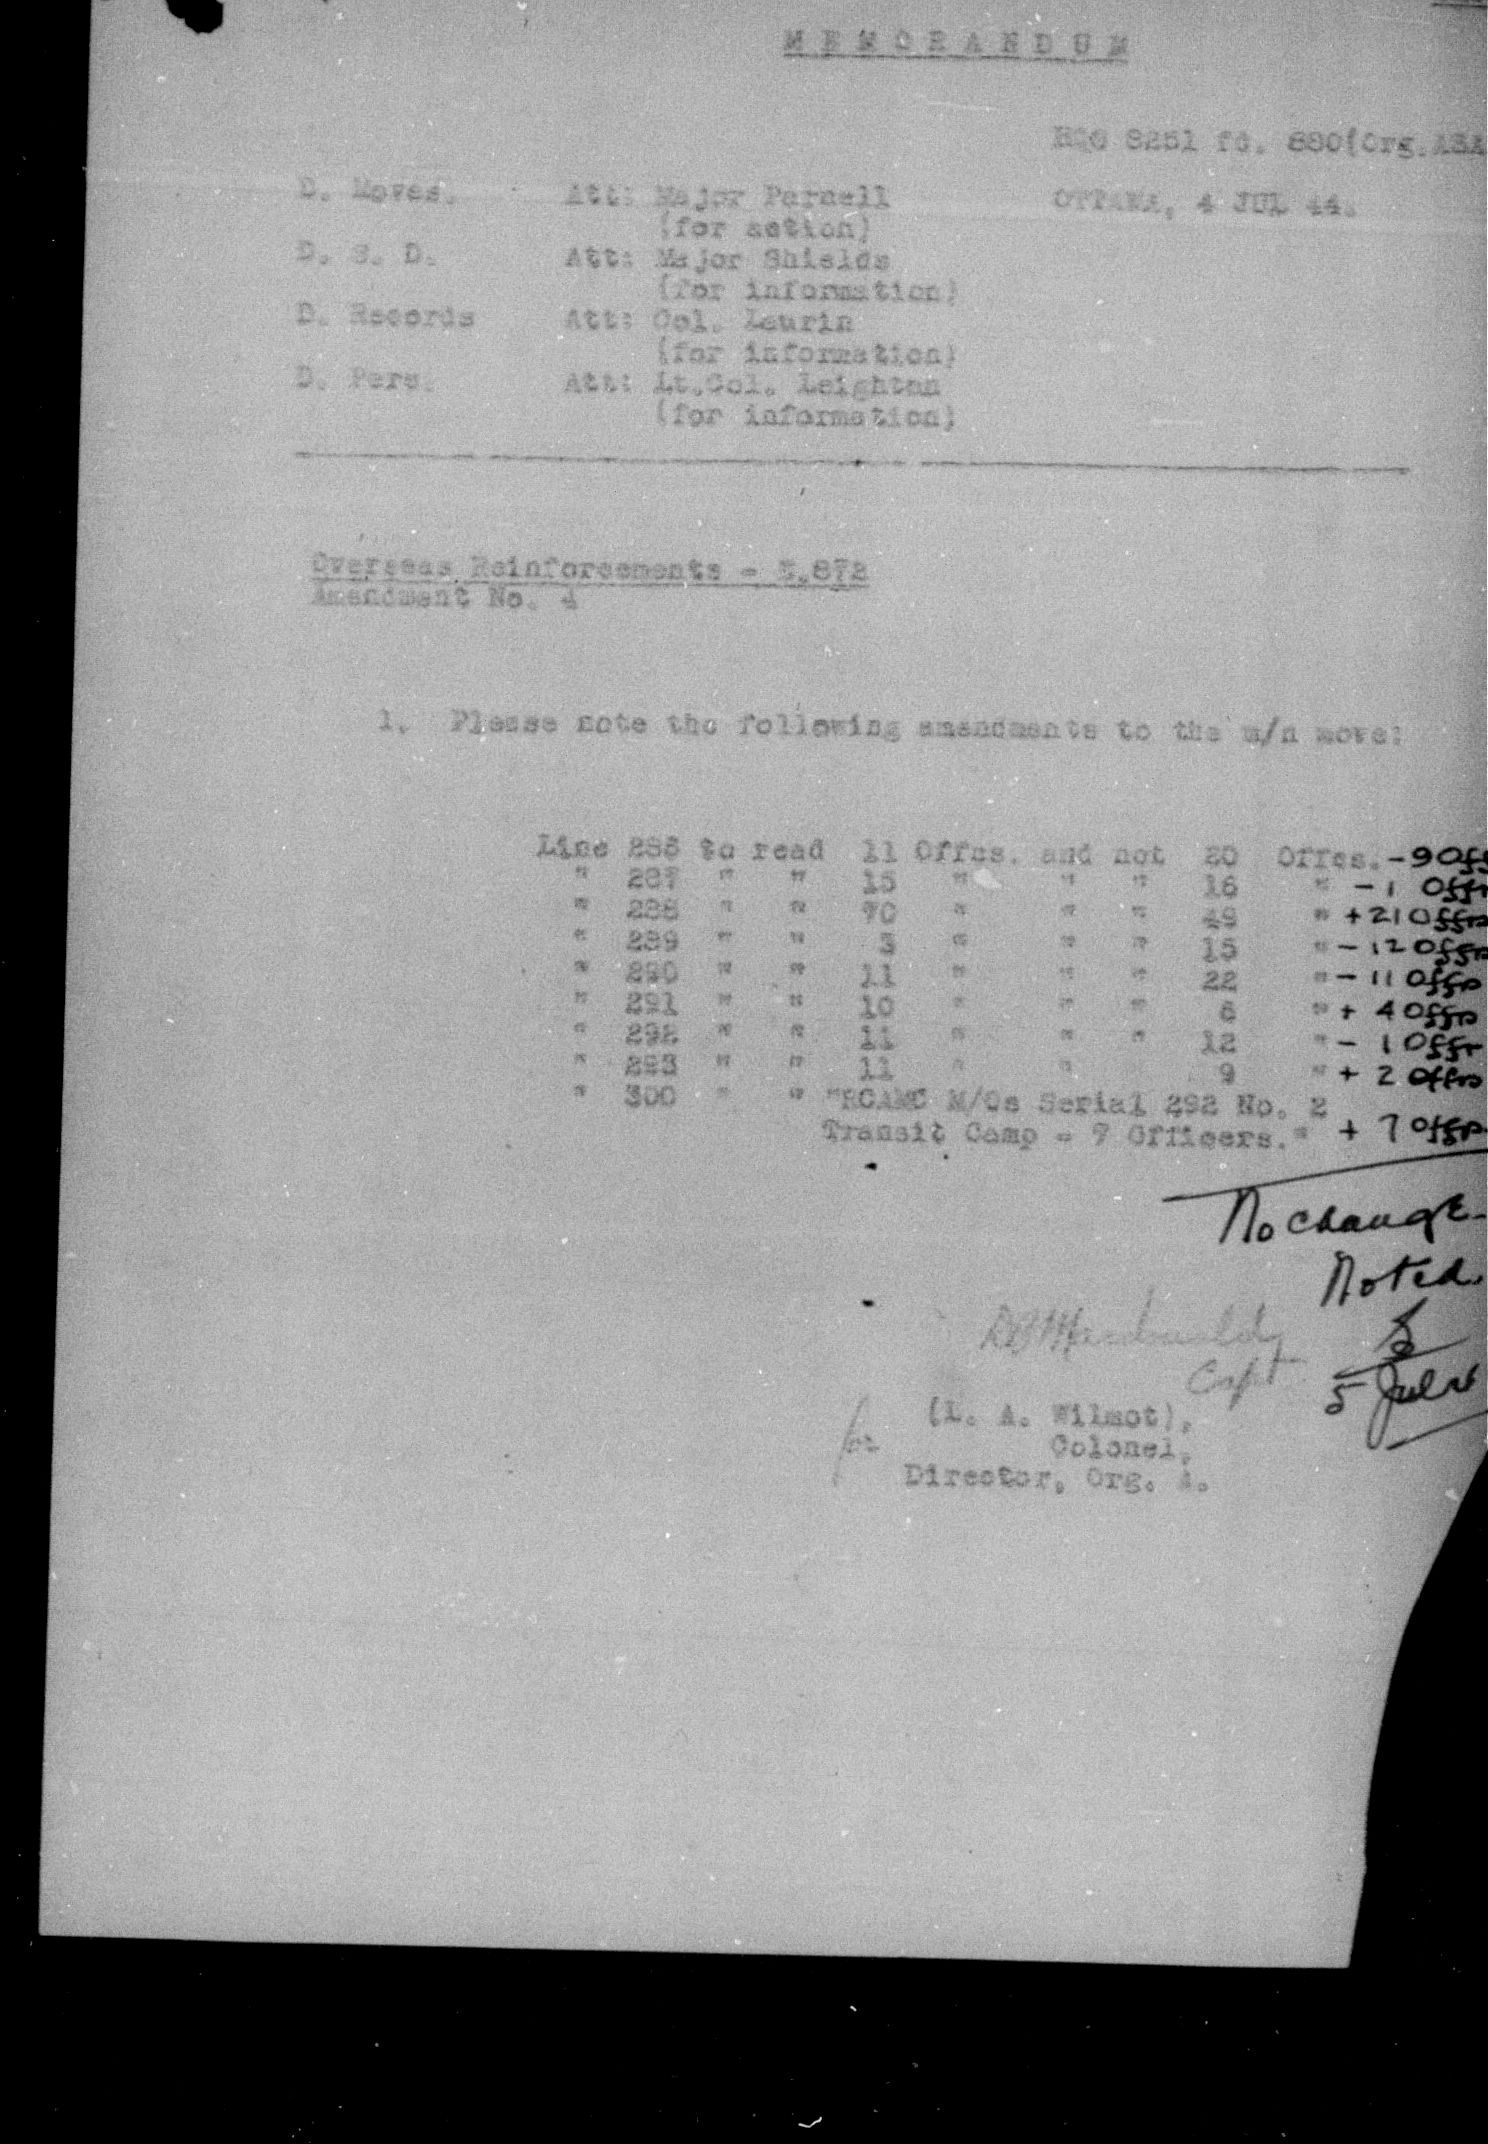 M E M O R A N D U M
HQS 8251 fd. 880(Org.A3A
D. Moves. Att: Major Parnell OTTAWA, 4 JUL 44.
(for action)
D. S. D. Att: Major Shields
(for information)
D. Records Att: Col. Laurin
(for information)
D. Pers. Att: Lt.Col. Leighton
(for information)
Overseas Reinforcements - 5,872
Amendment No. 4
1. Please note the following amendments to the m/n move:
Line 286 to read 11 Offrs. and not 20 Offrs. - 9 Off
" 287 " " 15 " " " 16 " - 1 Offr
" 288 " " 70 " " " 49 " + 21 Offrs
" 289 " " 3 " " " 15 " - 12 Offrs
" 290 " " 11 " " " 22 " - 11 Offrs
" 291 " " 10 " " " 6 " + 4 Offrs
" 292 " " 11 " " " 12 " - 1 Offr
" 293 " " 11 " " 9 " + 2 Offrs
" 300 " " "RCAMC M/Os Serial 292 No. 2
Transit Camp - 7 Officers." + 7 Offrs
No change
Noted.
Capt
5 July
for (L. A. Wilmot),
Colonel,
Director, Org. A.